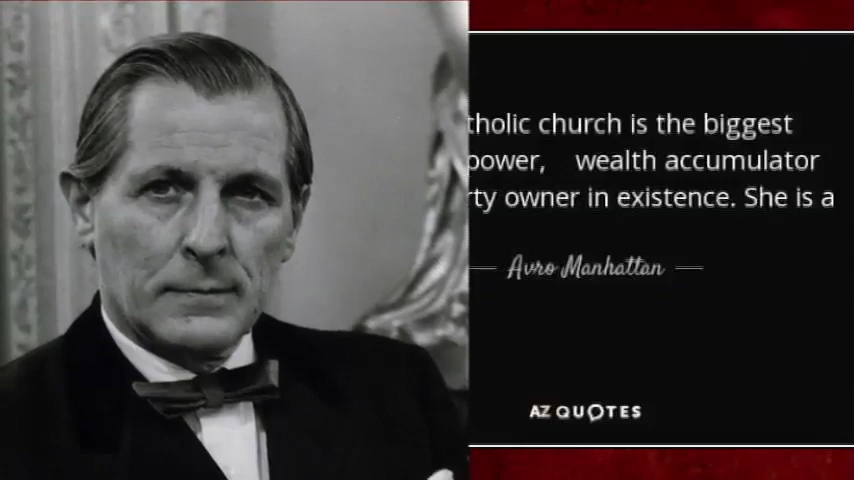 tholic church is the biggest
power, wealth accumulator
rty owner in existence. She is a
Avro Manhattan
AZ QUOTES